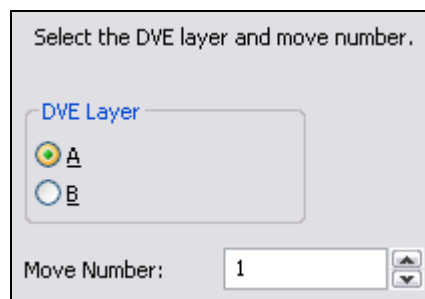 Select the DVE layer and move number.
DVE Layer
A
B
Move Number: 1